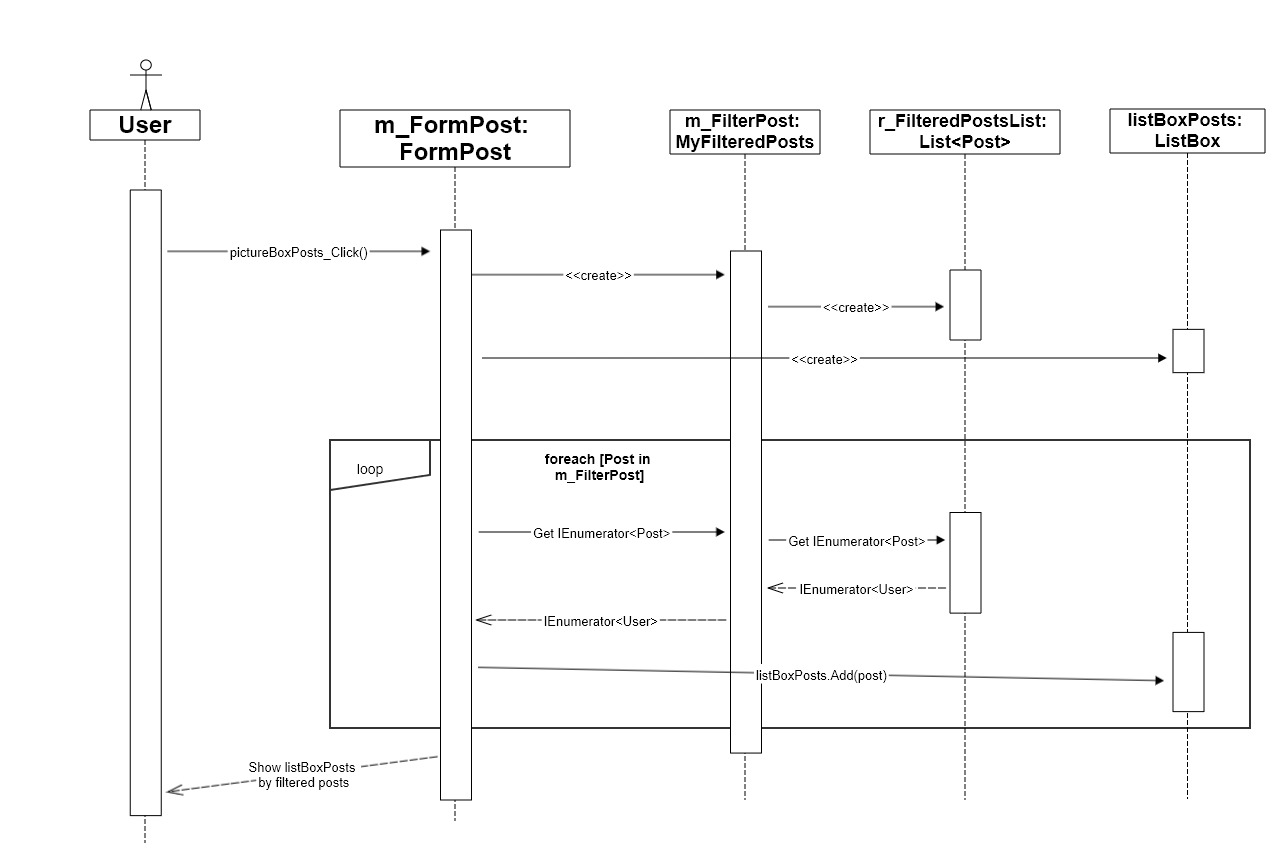 User
m_FormPost:
FormPost
m_FilterPost:
MyFilteredPosts
r_FilteredPostsList:
List<Post>
listBoxPosts:
ListBox
pictureBoxPosts_Click()
<<create>>
<<create>>
<<create>>
loop
foreach [Post in
m_FilterPost]
Get IEnumerator<Post>
Get IEnumerator<Post>
IEnumerator<User>
IEnumerator<User>
listBoxPosts.Add(post)
Show listBoxPosts
by filtered posts